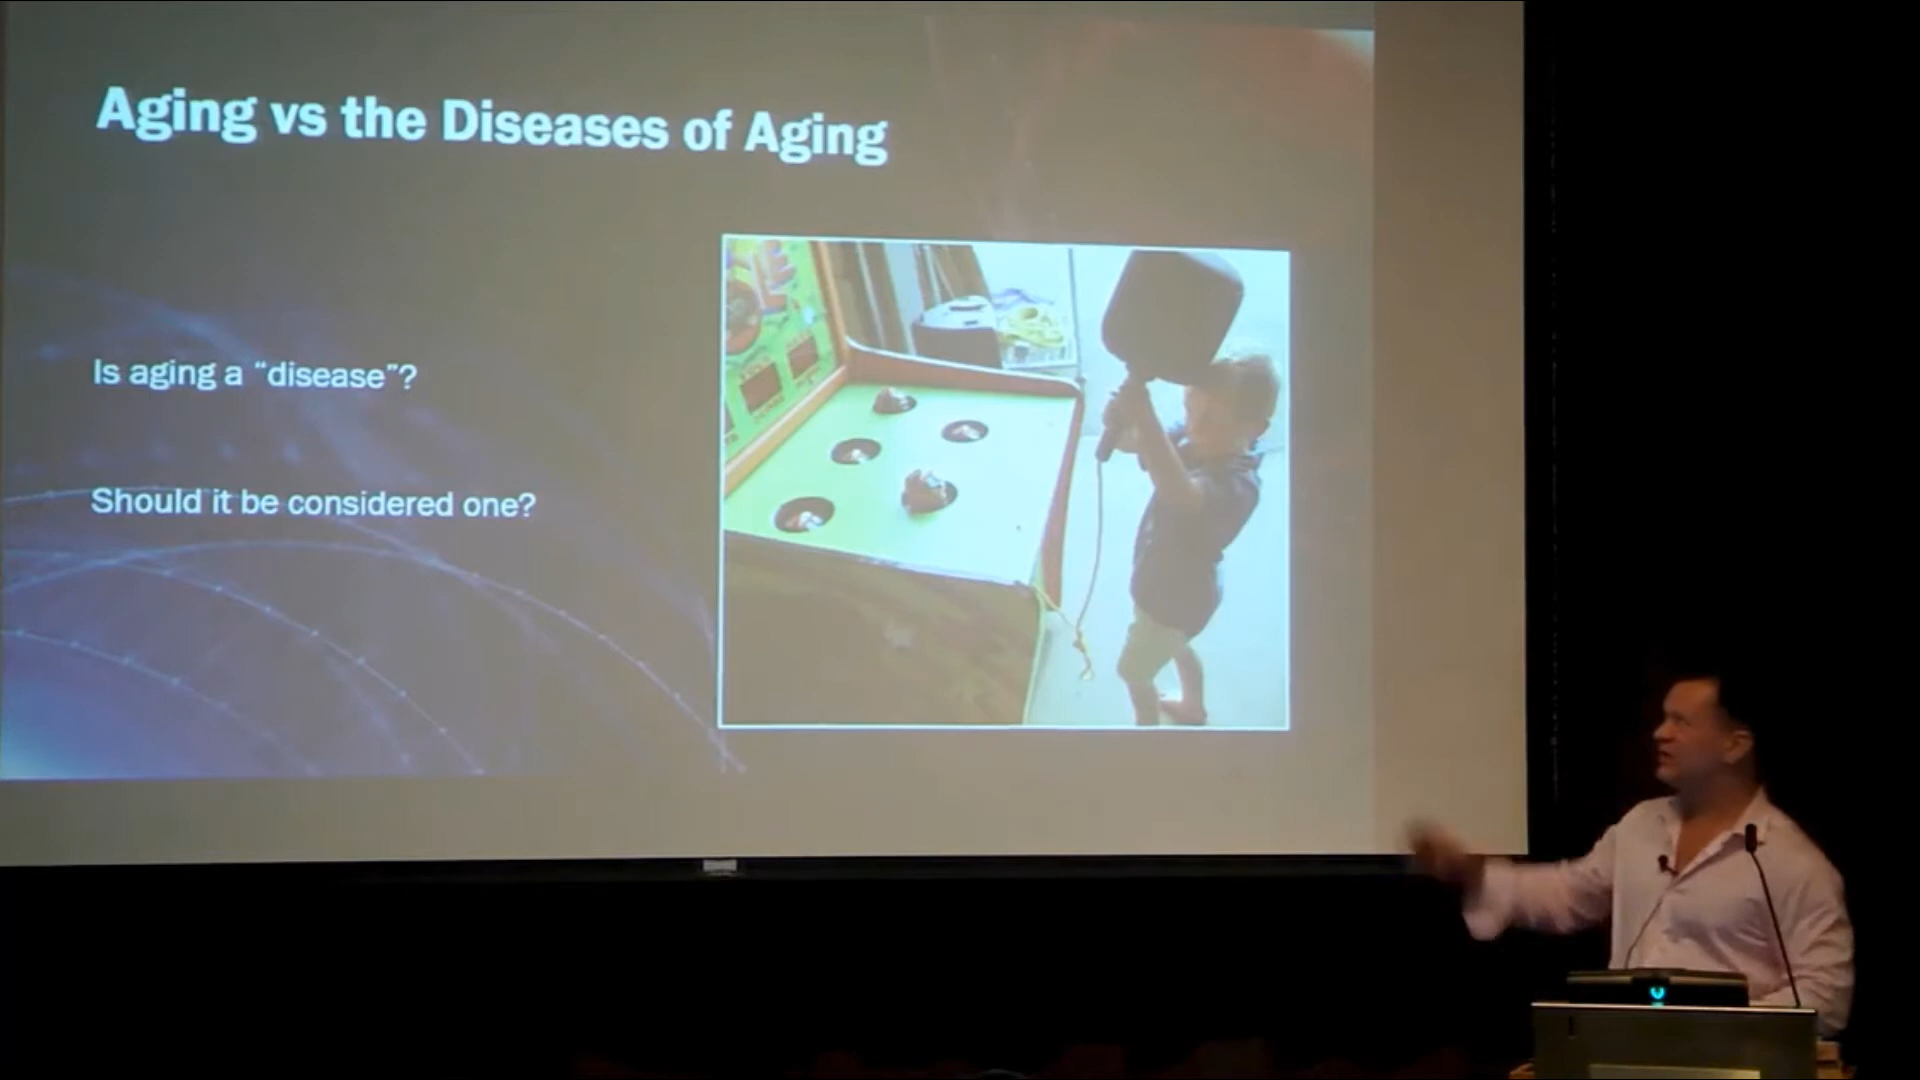 Aging vs the Diseases of Aging
Is aging a “disease”?
Should it be considered one?